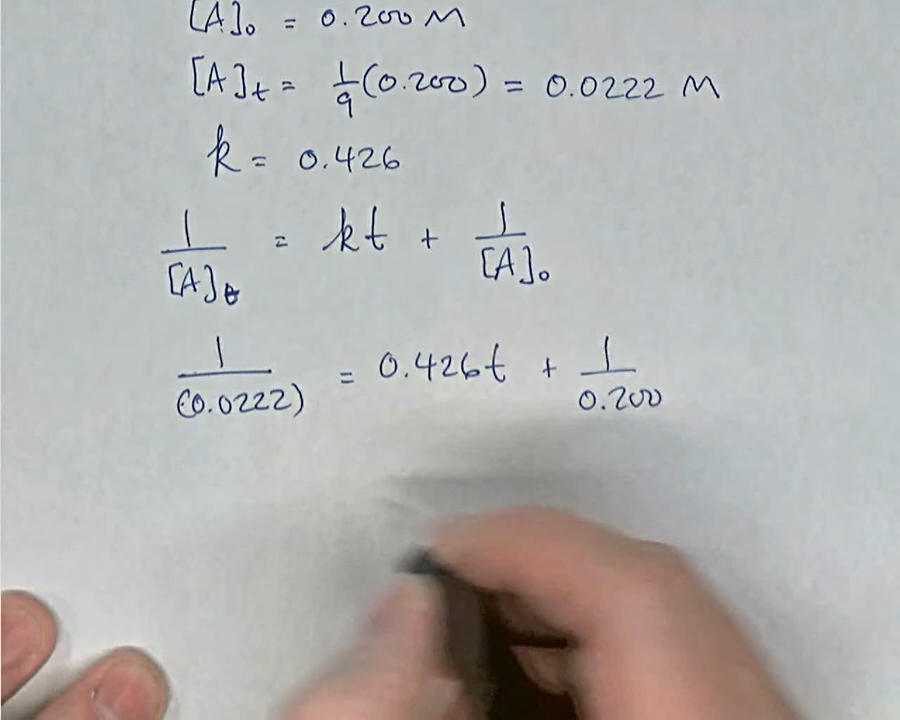 [A]₀ = 0.200 M
[A]t = 1/9 (0.200) = 0.0222 M
k = 0.426
1/[A]t = kt + 1/[A]₀
1/(0.0222) = 0.426t + 1/0.200